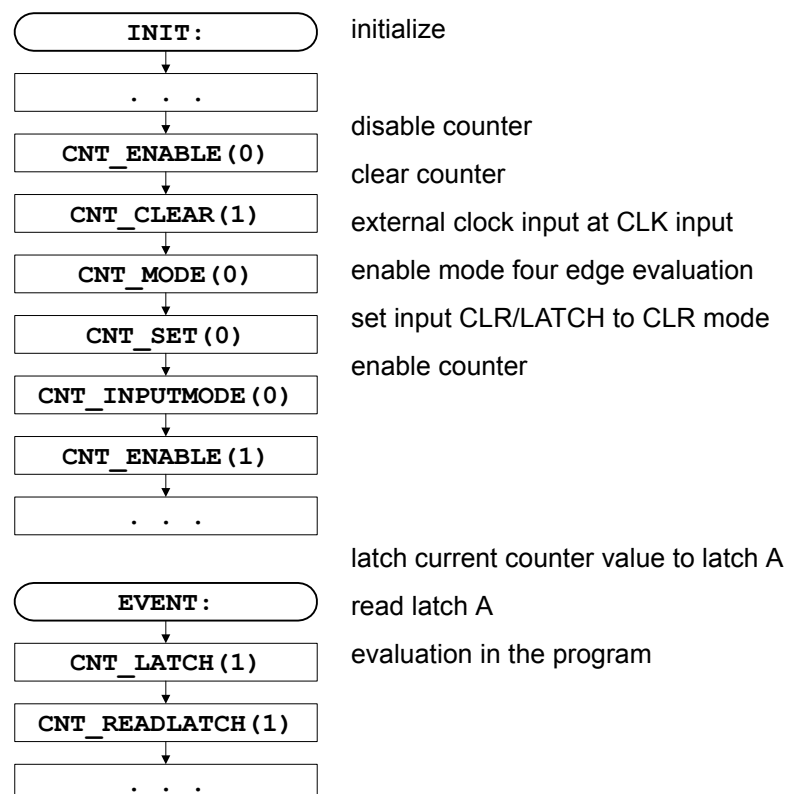 INIT:
initialize
. . .
disable counter
CNT_ENABLE(0)
clear counter
CNT_CLEAR(1)
external clock input at CLK input
CNT_MODE(0)
enable mode four edge evaluation
CNT_SET(0)
set input CLR/LATCH to CLR mode
enable counter
CNT_INPUTMODE(0)
CNT_ENABLE(1)
. . .
latch current counter value to latch A
EVENT:
read latch A
CNT_LATCH(1)
evaluation in the program
CNT_READLATCH(1)
. . .